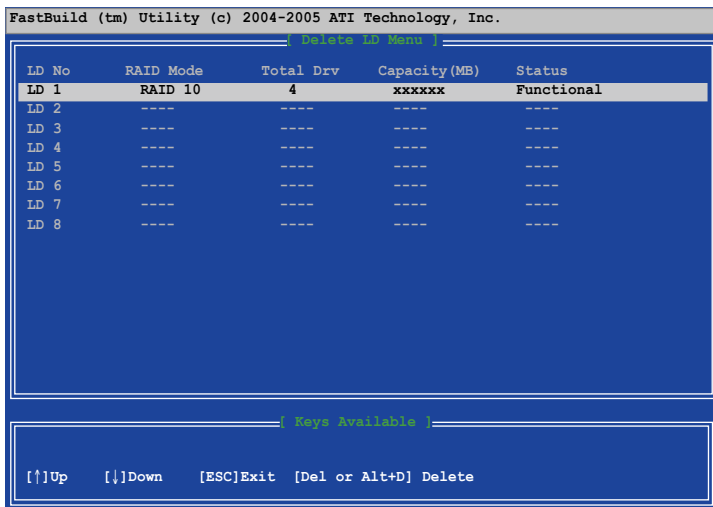 FastBuild (tm) Utility (c) 2004-2005 ATI Technology, Inc.
[ Delete LD Menu ]
LD No RAID Mode Total Drv Capacity(MB) Status
LD 1 RAID 10 4 xxxxxx Functional
LD 2 ---- ---- ---- ----
LD 3 ---- ---- ---- ----
LD 4 ---- ---- ---- ----
LD 5 ---- ---- ---- ----
LD 6 ---- ---- ---- ----
LD 7 ---- ---- ---- ----
LD 8 ---- ---- ---- ----
[ Keys Available ]
[↑]Up [↓]Down [ESC]Exit [Del or Alt+D] Delete